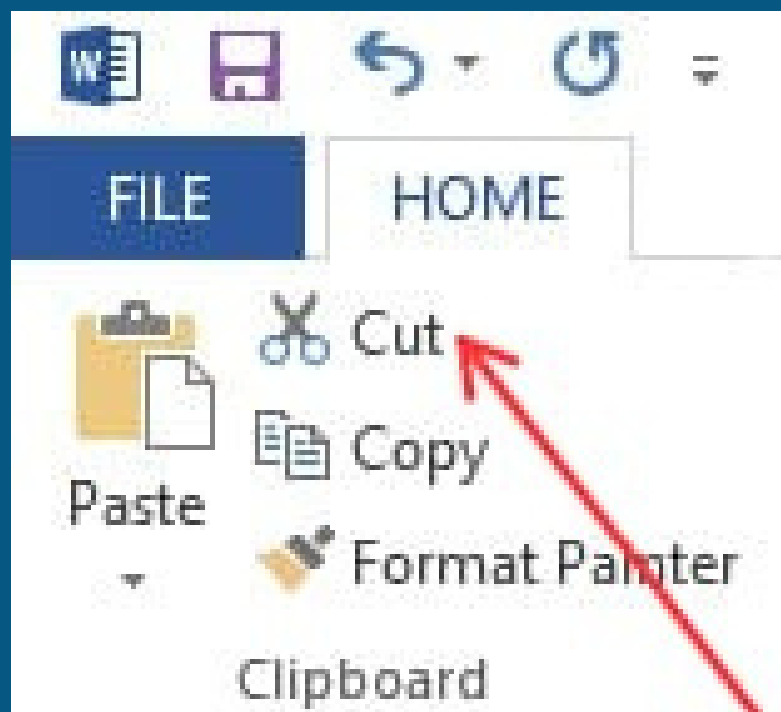 W
FILE HOME
Cut
Copy
Paste
Format Painter
Clipboard